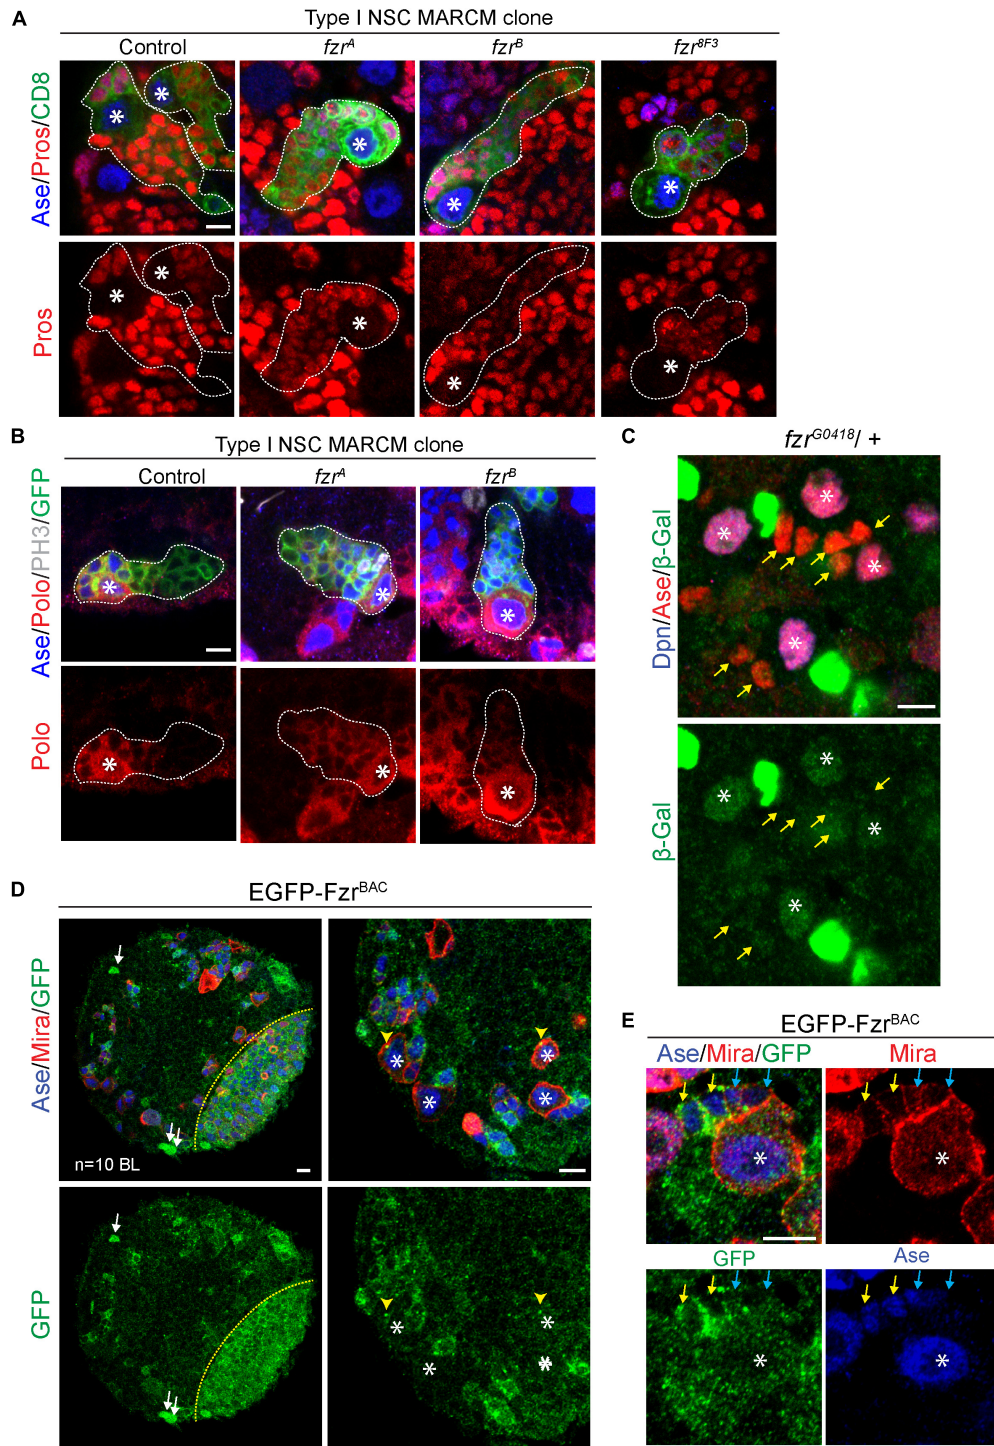 A
Type I NSC MARCM clone
Control fzrᴬ fzrᴮ fzr⁸ᶠ³
Ase/Pros/CD8
Pros
B
Type I NSC MARCM clone
Control fzrᴬ fzrᴮ
Ase/Polo/PH3/GFP
Polo
C
fzrᴳ⁰⁴¹⁸/ +
Dpn/Ase/β-Gal
β-Gal
D
EGFP-Fzrᴮᴬꟲ
Ase/Mira/GFP
n=10 BL
GFP
E
EGFP-Fzrᴮᴬꟲ
Ase/Mira/GFP Mira
GFP Ase